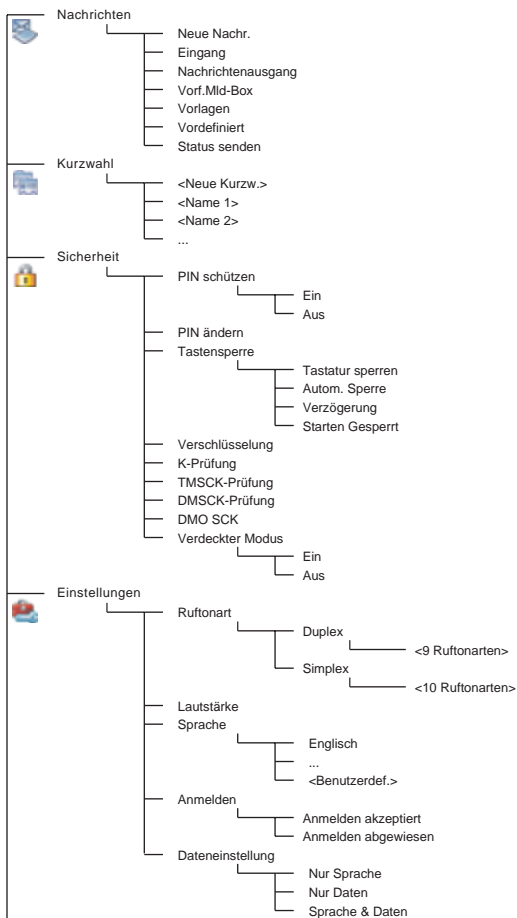 Nachrichten
Neue Nachr.
Eingang
Nachrichtenausgang
Vorf.Mld-Box
Vorlagen
Vordefiniert
Status senden
Kurzwahl
<Neue Kurzw.>
<Name 1>
<Name 2>
...
Sicherheit
PIN schützen
Ein
Aus
PIN ändern
Tastensperre
Tastatur sperren
Autom. Sperre
Verzögerung
Starten Gesperrt
Verschlüsselung
K-Prüfung
TMSCK-Prüfung
DMSCK-Prüfung
DMO SCK
Verdeckter Modus
Ein
Aus
Einstellungen
Ruftonart
Duplex
<9 Ruftonarten>
Simplex
<10 Ruftonarten>
Lautstärke
Sprache
Englisch
...
<Benutzerdef.>
Anmelden
Anmelden akzeptiert
Anmelden abgewiesen
Dateneinstellung
Nur Sprache
Nur Daten
Sprache & Daten